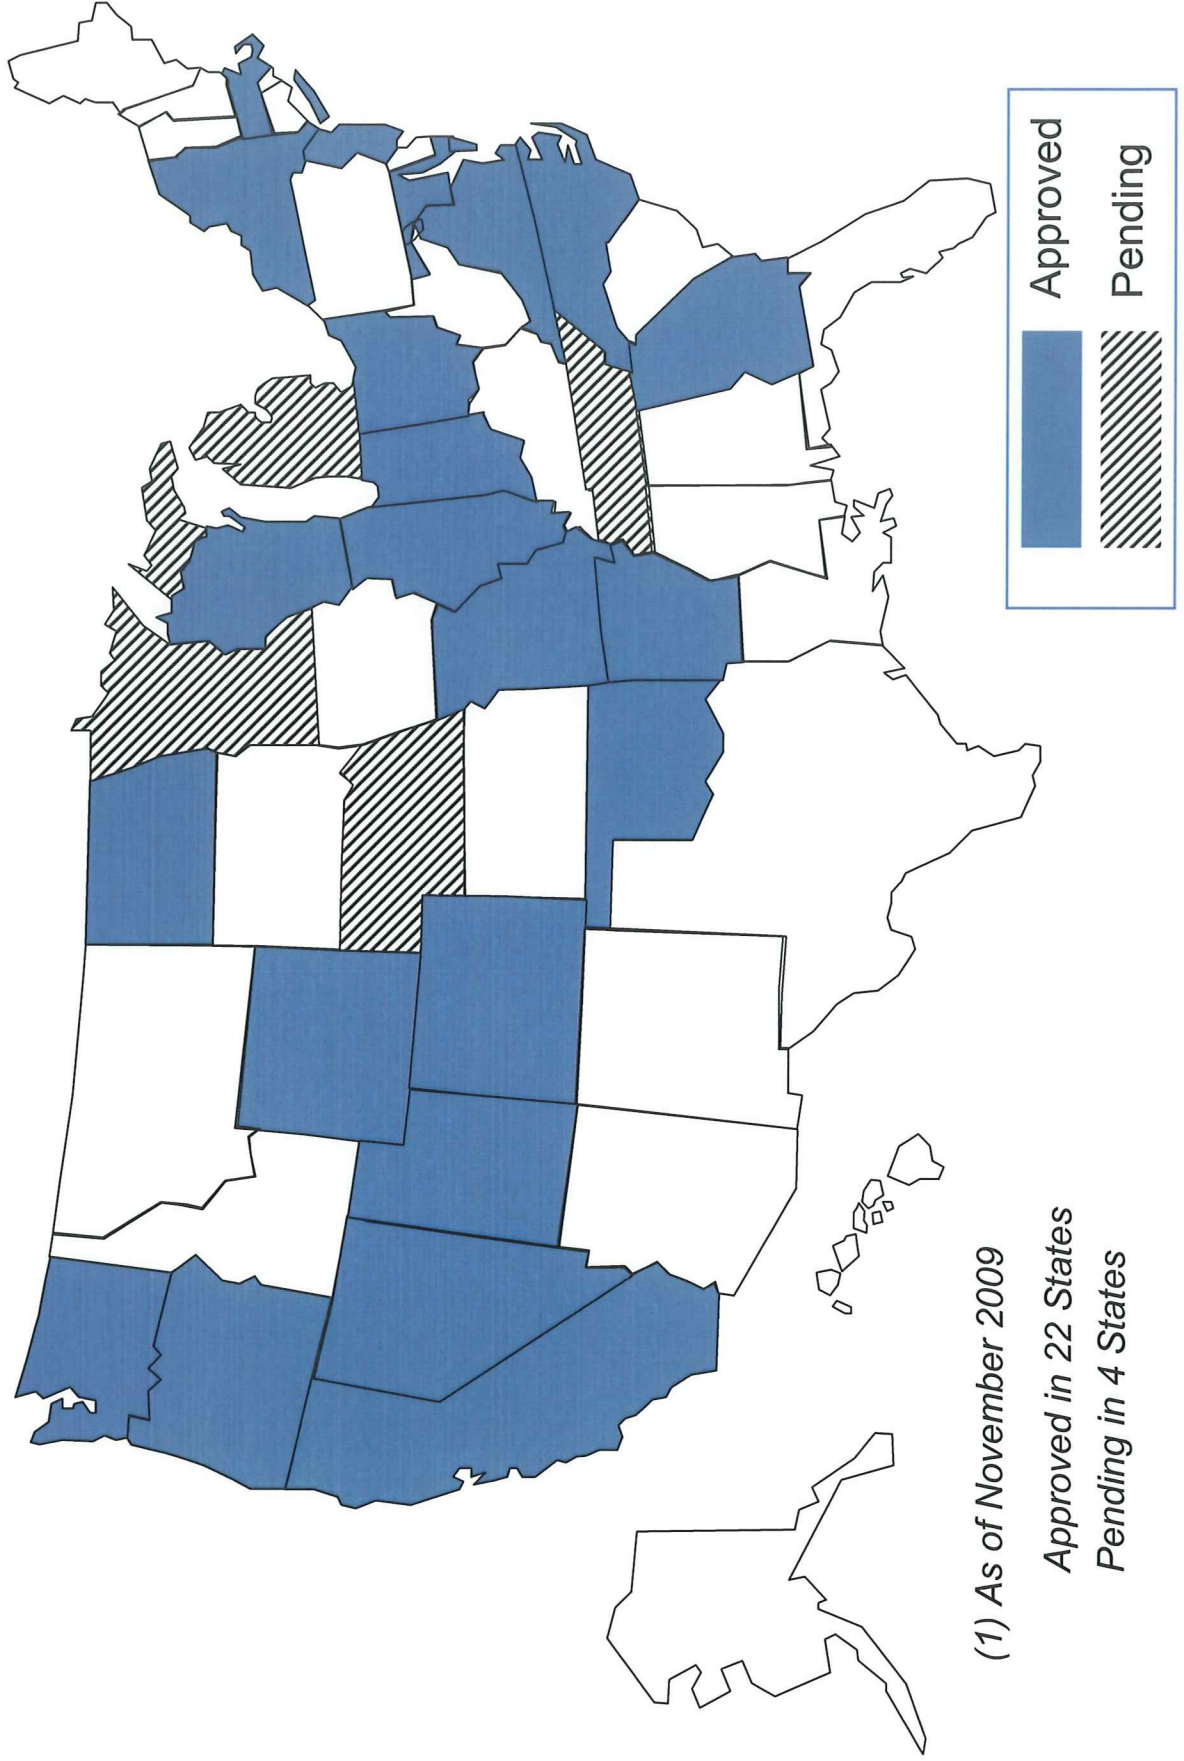 Approved
Pending
(1) As of November 2009
Approved in 22 States
Pending in 4 States